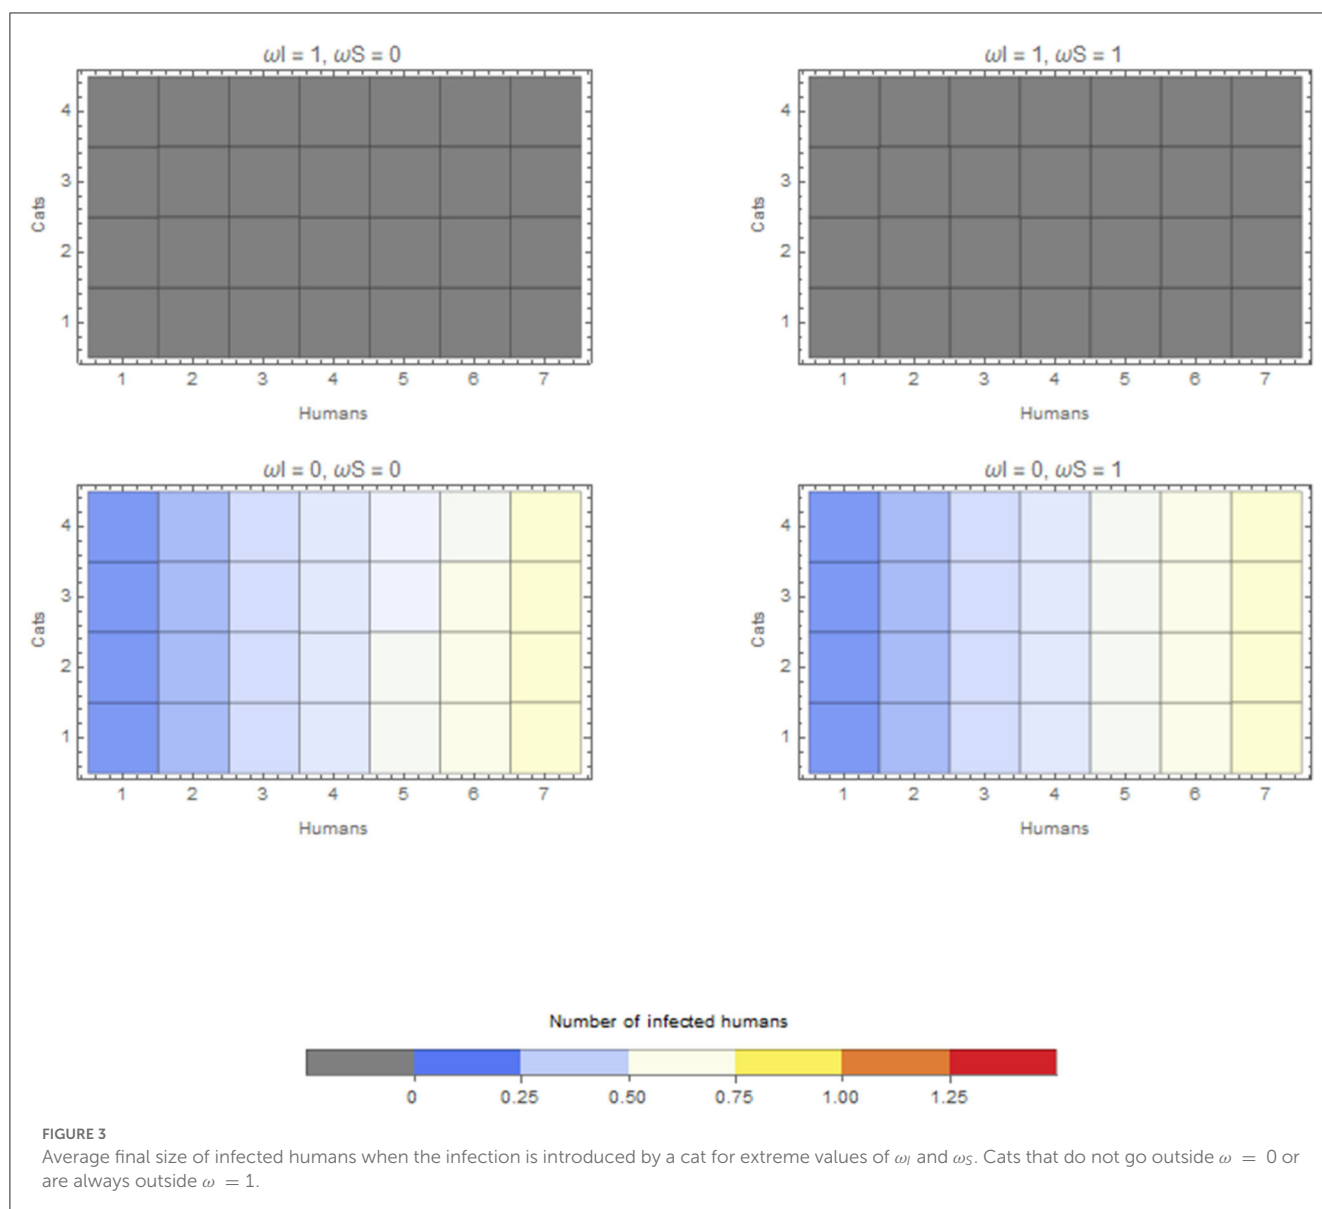 ωI = 1, ωS = 0
4
3
2
1
Cats
1 2 3 4 5 6 7
Humans
ωI = 1, ωS = 1
4
3
2
1
Cats
1 2 3 4 5 6 7
Humans
ωI = 0, ωS = 0
4
3
2
1
Cats
1 2 3 4 5 6 7
Humans
ωI = 0, ωS = 1
4
3
2
1
Cats
1 2 3 4 5 6 7
Humans
Number of infected humans
0 0.25 0.50 0.75 1.00 1.25
FIGURE 3
Average final size of infected humans when the infection is introduced by a cat for extreme values of ωI and ωS. Cats that do not go outside ω = 0 or
are always outside ω = 1.